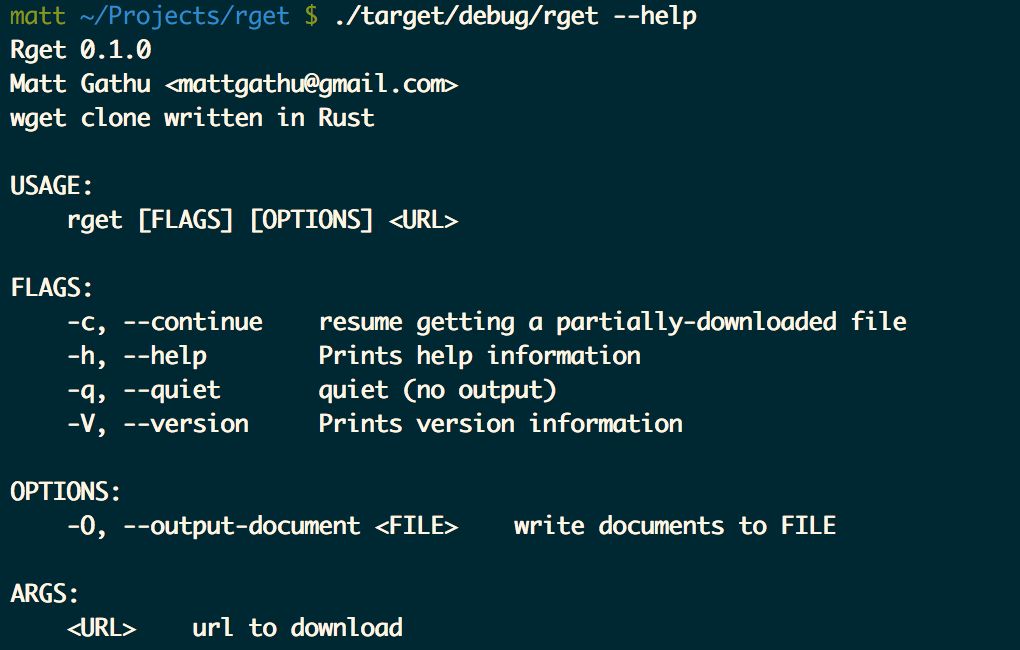 matt ~/Projects/rget $ ./target/debug/rget --help
Rget 0.1.0
Matt Gathu <mattgathu@gmail.com>
wget clone written in Rust

USAGE:
    rget [FLAGS] [OPTIONS] <URL>

FLAGS:
    -c, --continue    resume getting a partially-downloaded file
    -h, --help        Prints help information
    -q, --quiet       quiet (no output)
    -V, --version     Prints version information

OPTIONS:
    -O, --output-document <FILE>    write documents to FILE

ARGS:
    <URL>    url to download